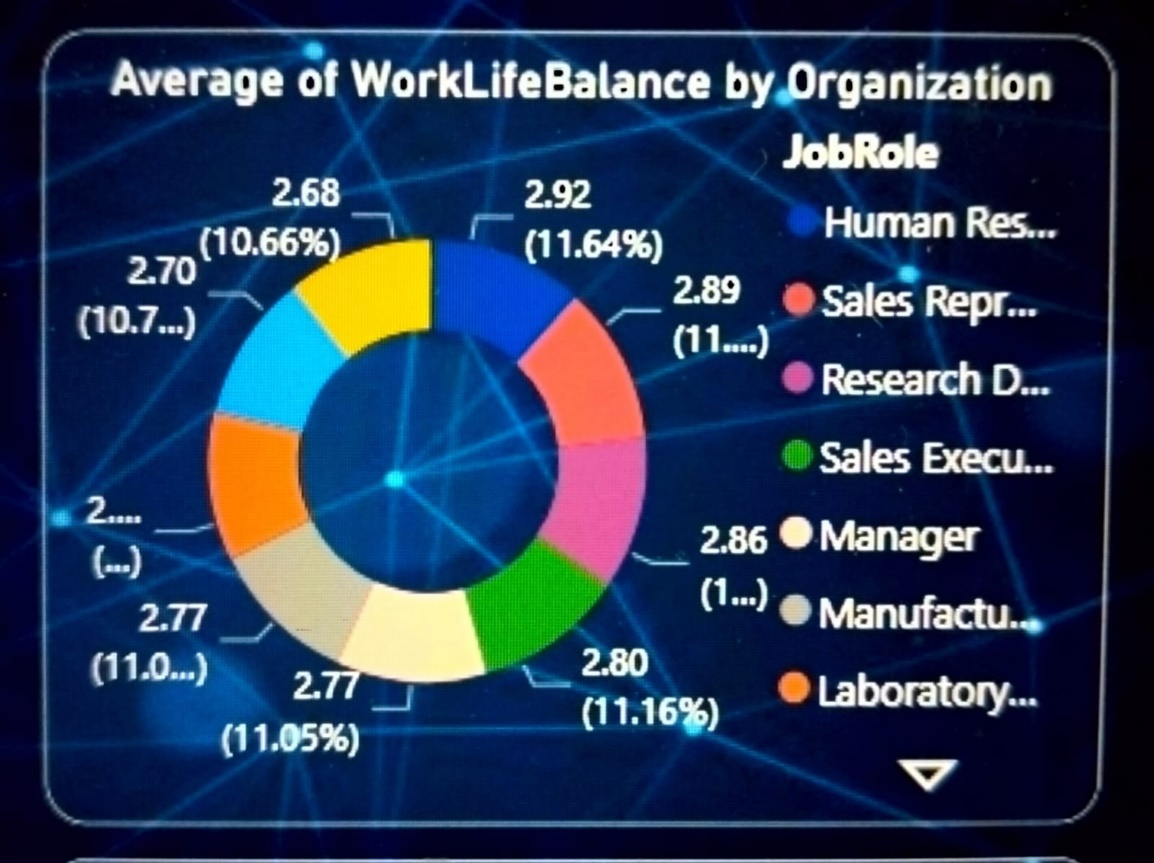 Average of WorkLifeBalance by Organization
JobRole
Human Res...
Sales Repr...
Research D...
Sales Execu...
Manager
Manufactu...
Laboratory...
2.92
(11.64%)
2.89
(11....)
2.86
(1...)
2.80
(11.16%)
2.77
(11.05%)
2.77
(11.0...)
2....
(...)
2.70
(10.7...)
2.68
(10.66%)